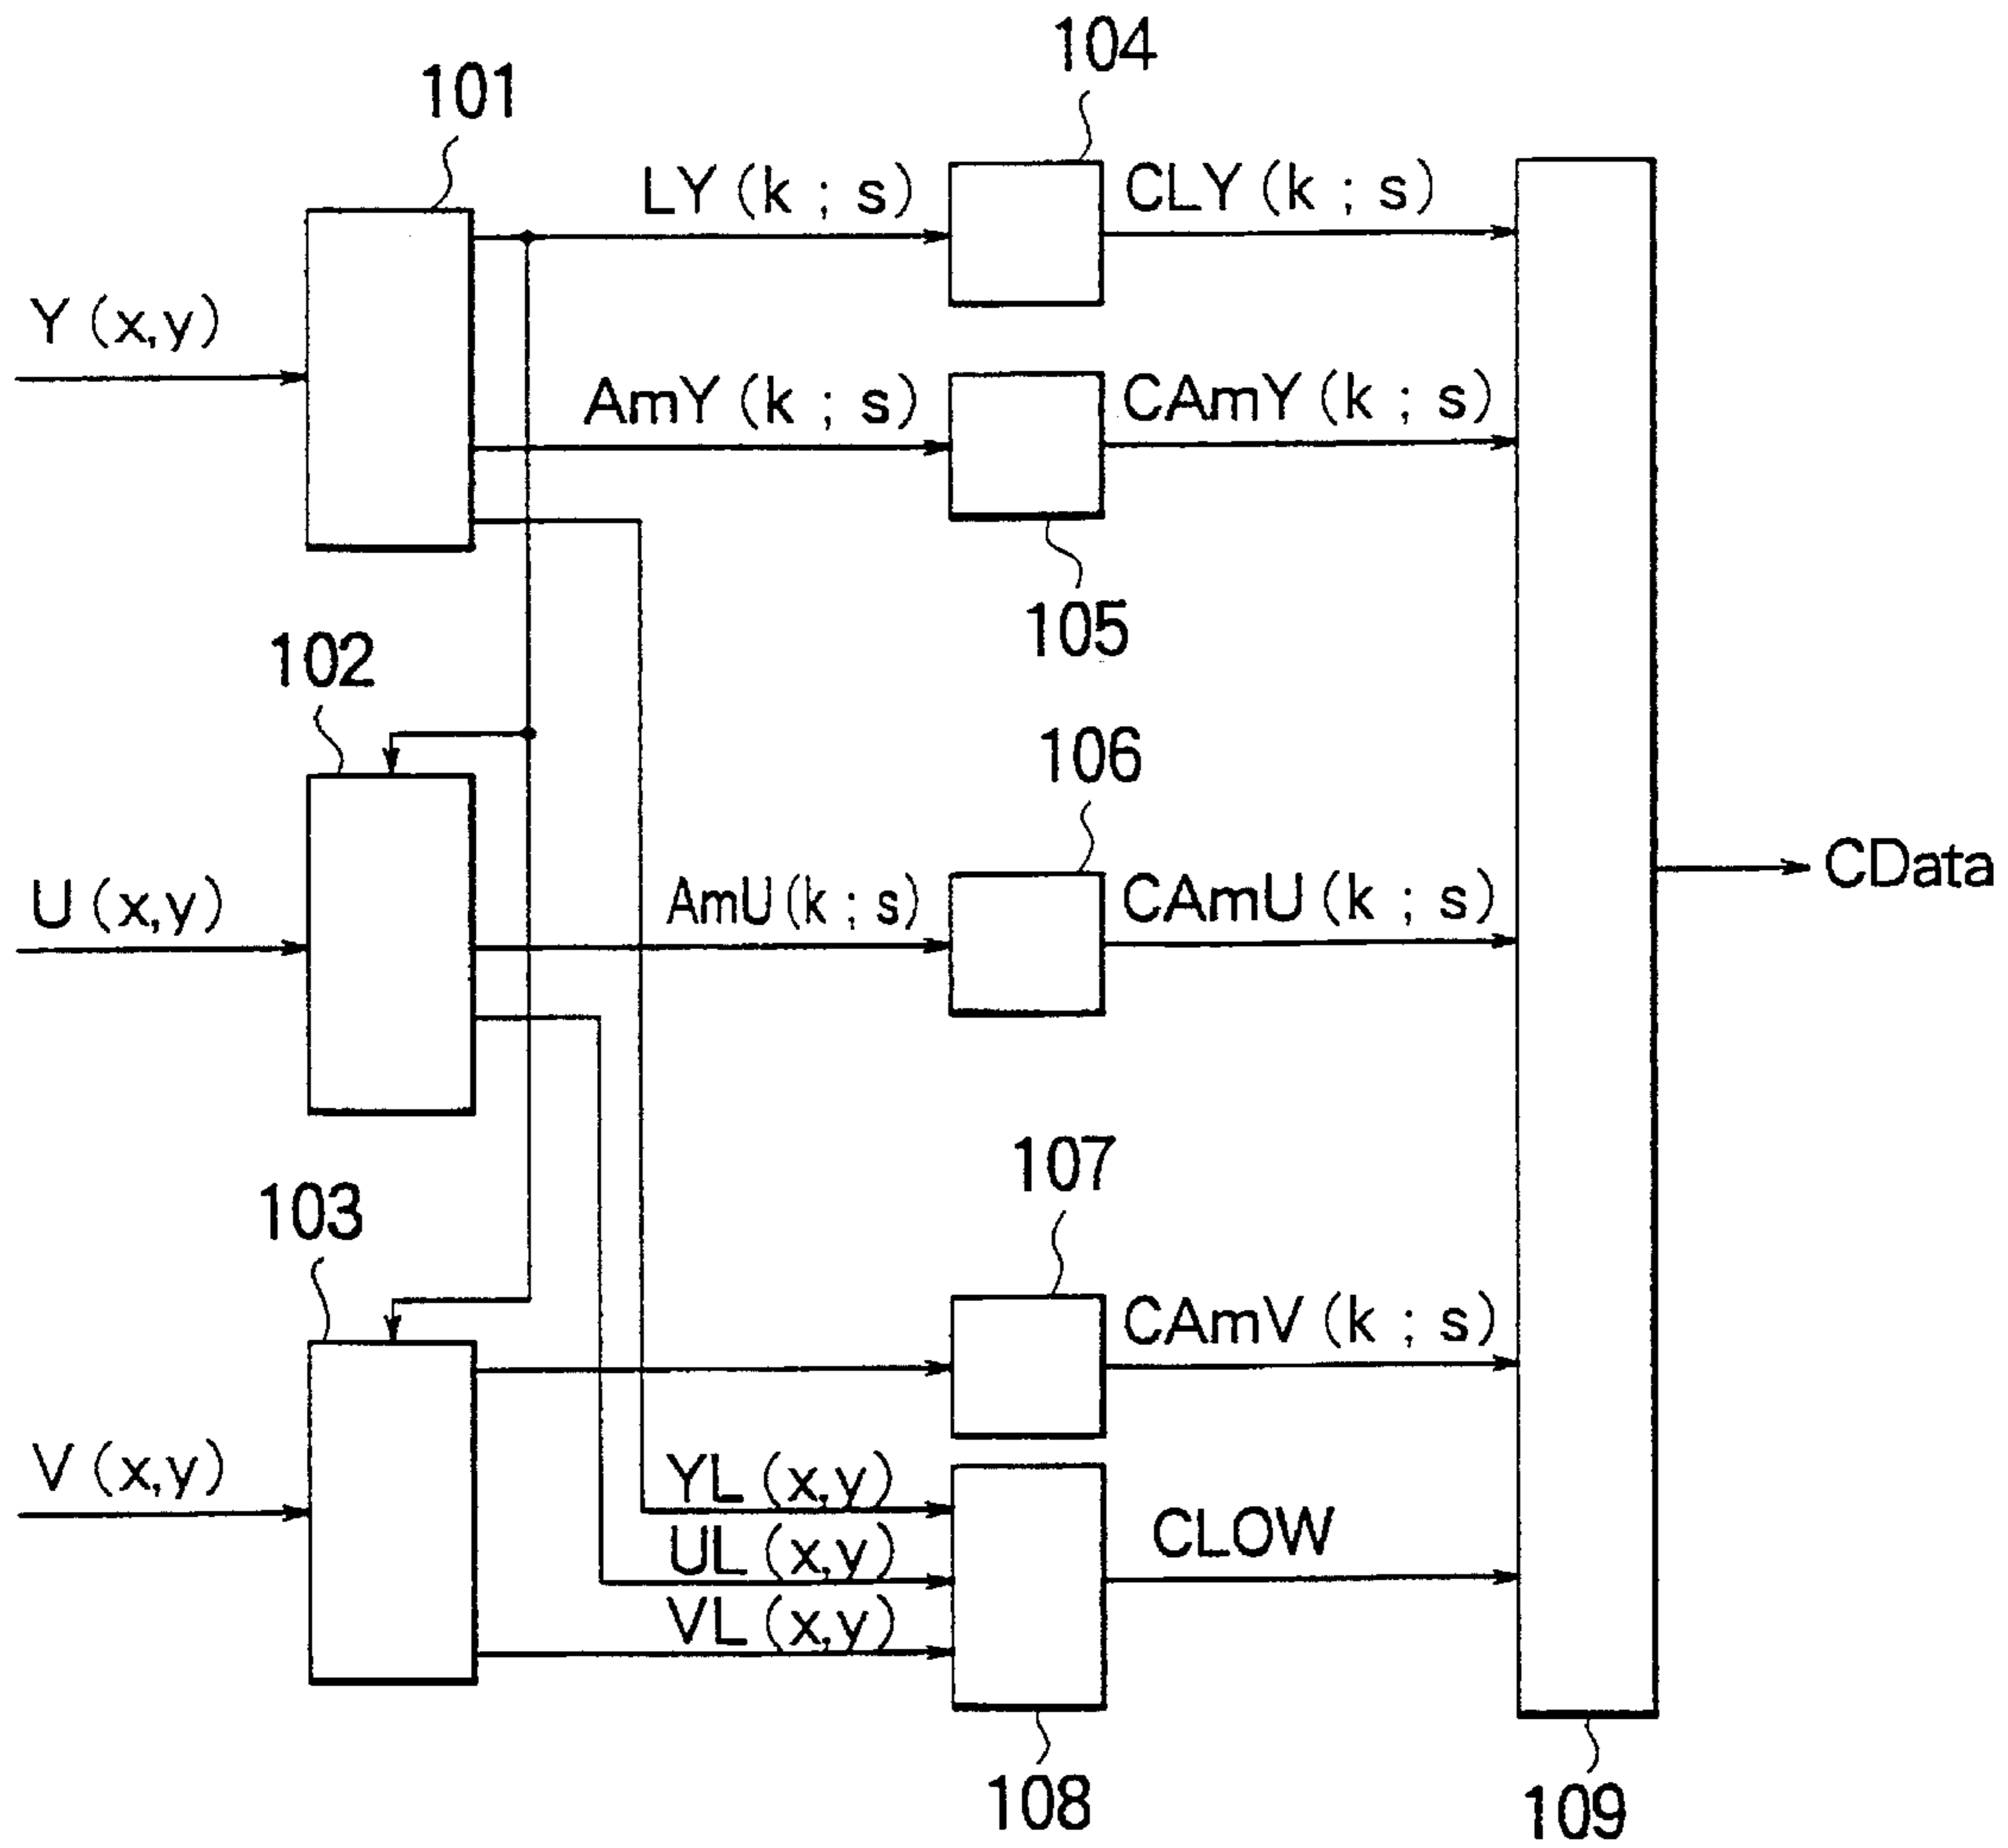 104
101
LY (k ; s)
CLY (k ; s)
Y (x,y)
AmY (k ; s)
CAmY (k ; s)
105
102
106
CData
U (x,y)
AmU (k ; s)
CAmU (k ; s)
107
103
CAmV (k ; s)
V (x,y)
YL (x,y)
CLOW
UL (x,y)
VL (x,y)
108
109